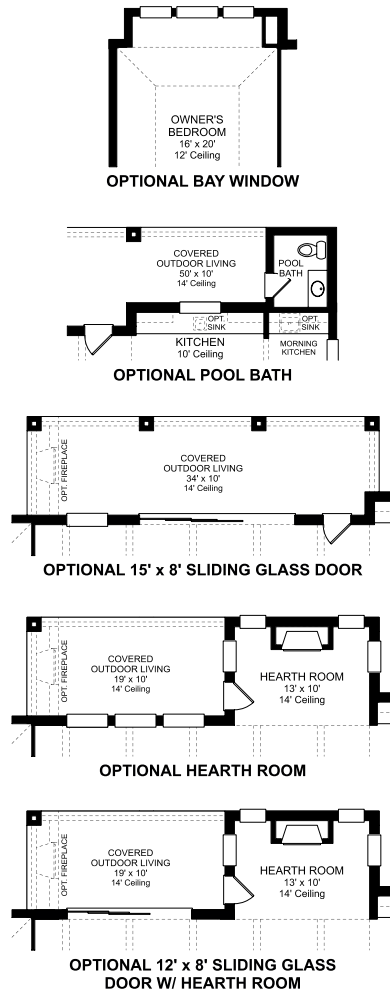 OWNER'S
BEDROOM
16' x 20'
12' Ceiling
OPTIONAL BAY WINDOW
COVERED
OUTDOOR LIVING
50' x 10'
14' Ceiling
POOL
BATH
OPT.
SINK
OPT.
SINK
KITCHEN
10' Ceiling
MORNING
KITCHEN
OPTIONAL POOL BATH
OPT. FIREPLACE
COVERED
OUTDOOR LIVING
34' x 10'
14' Ceiling
OPTIONAL 15' x 8' SLIDING GLASS DOOR
OPT. FIREPLACE
COVERED
OUTDOOR LIVING
19' x 10'
14' Ceiling
HEARTH ROOM
13' x 10'
14' Ceiling
OPTIONAL HEARTH ROOM
OPT. FIREPLACE
COVERED
OUTDOOR LIVING
19' x 10'
14' Ceiling
HEARTH ROOM
13' x 10'
14' Ceiling
OPTIONAL 12' x 8' SLIDING GLASS
DOOR W/ HEARTH ROOM